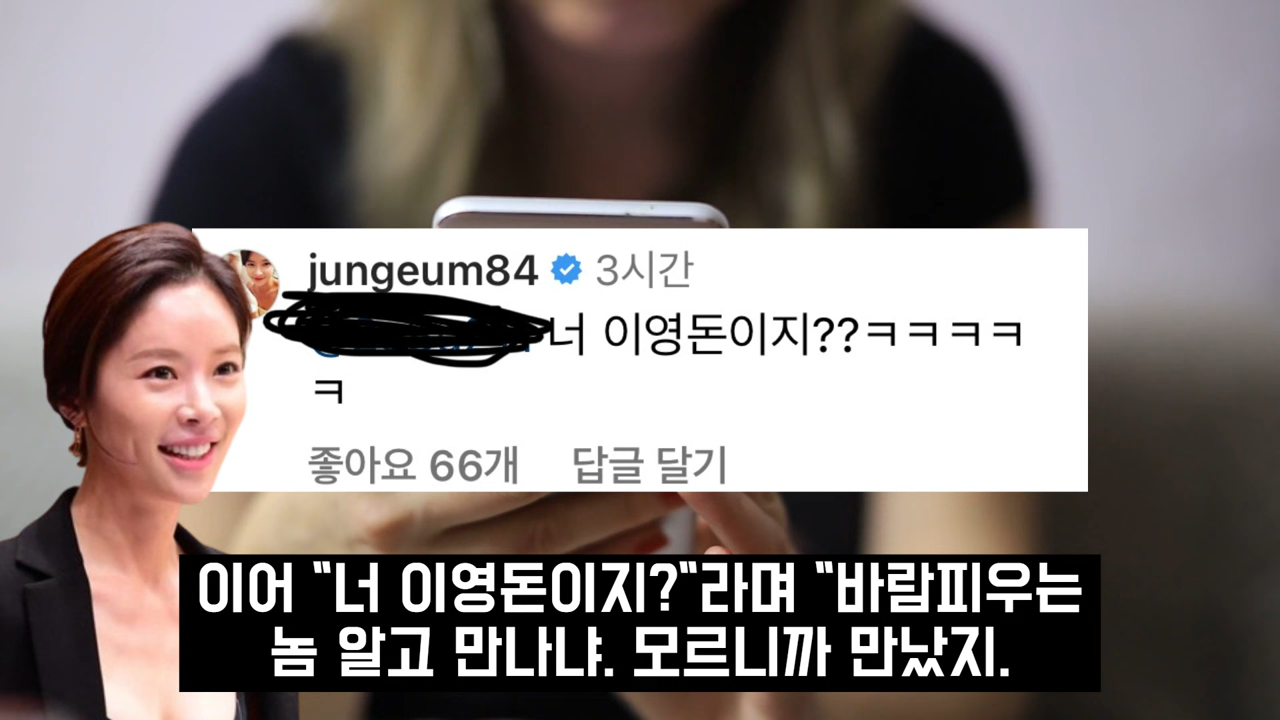 jungeum84 3시간
너 이영돈이지??ㅋㅋㅋㅋ
ㅋ
좋아요 66개 답글 달기
이어 "너 이영돈이지?"라며 "바람피우는
놈 알고 만나냐. 모르니까 만났지.